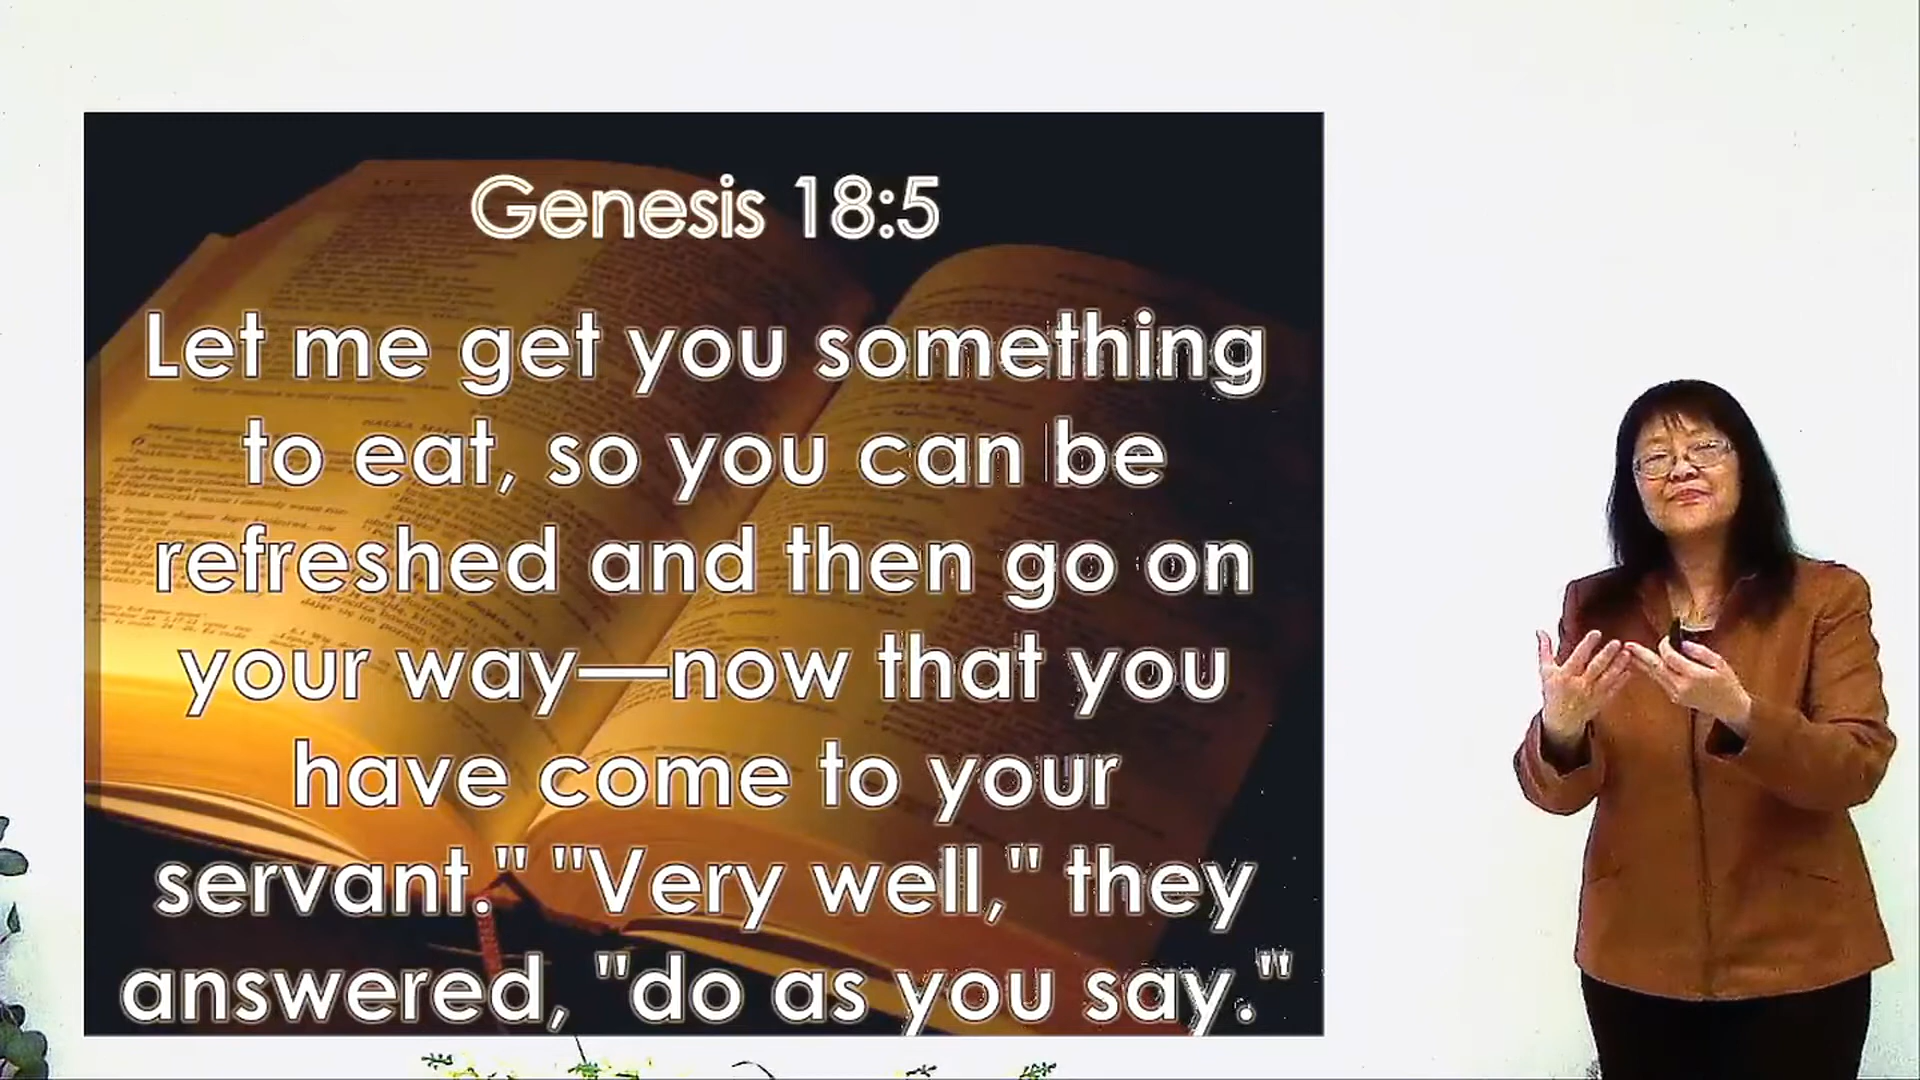 Genesis 18:5
Let me get you something
to eat, so you can be
refreshed and then go on
your way—now that you
have come to your
servant." "Very well," they
answered, "do as you say."